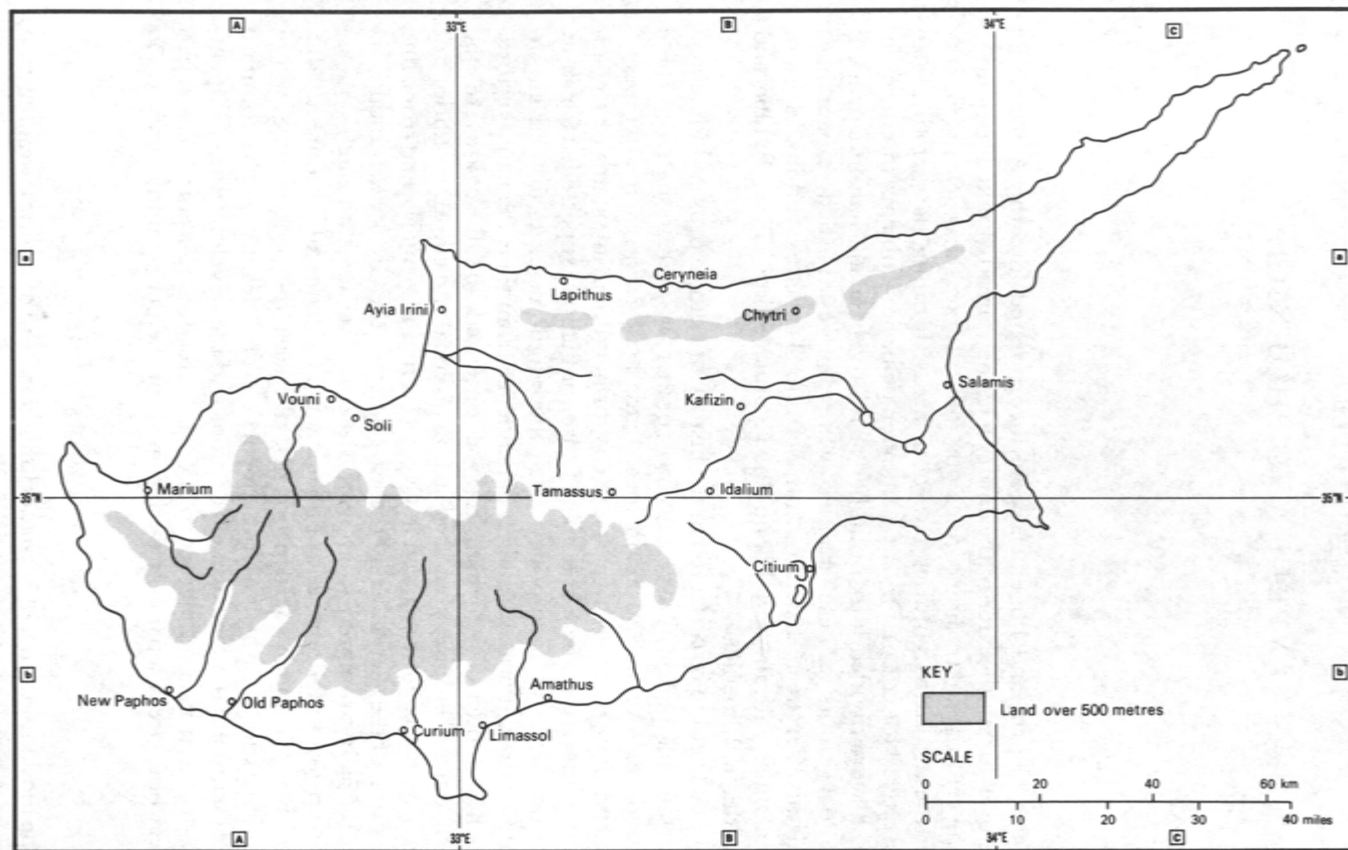 A
33°E
B
34°E
C
a
a
Ceryneia
Lapithus
Ayia Irini
Chytri
Salamis
Vouni
Kafizin
Soli
Marium
Tamassus
Idalium
35°N
35°N
Citium
KEY
b
b
New Paphos
Old Paphos
Amathus
Land over 500 metres
Curium
Limassol
SCALE
0 20 40 60 km
0 10 20 30 40 miles
A
33°E
B
34°E
C